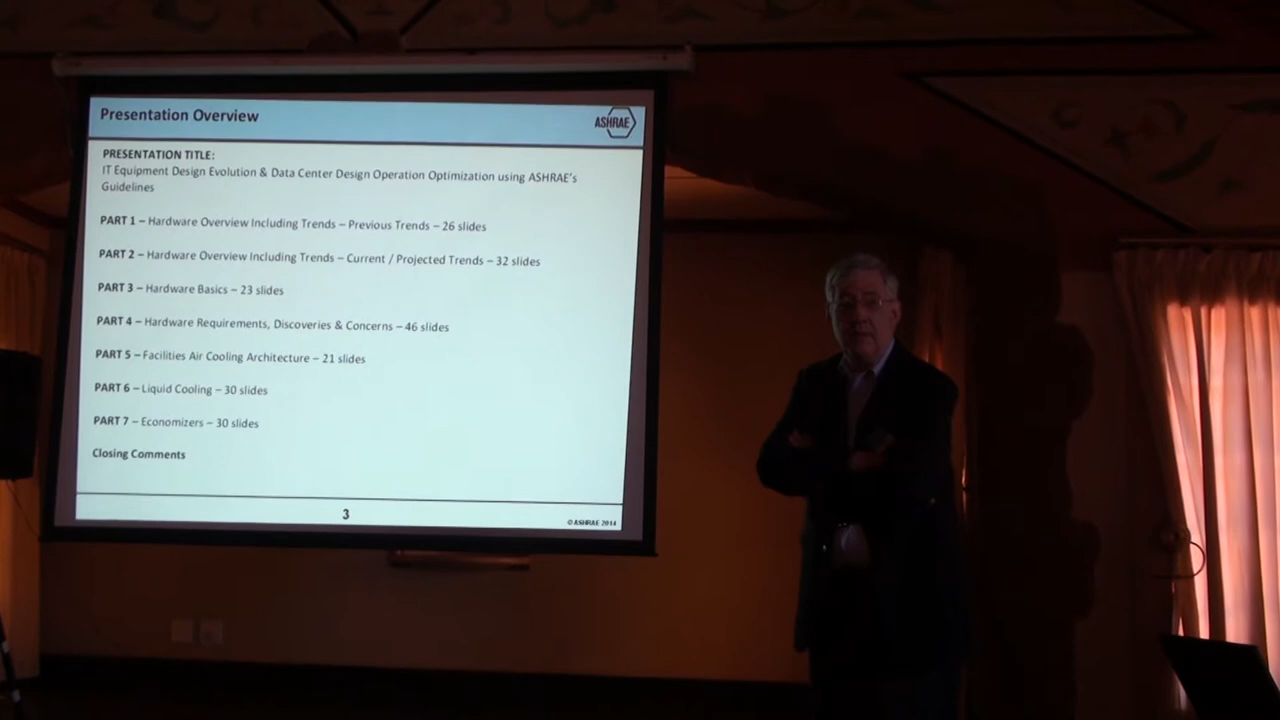 Presentation Overview
ASHRAE
PRESENTATION TITLE:
IT Equipment Design Evolution & Data Center Design Operation Optimization using ASHRAE's
Guidelines
PART 1 – Hardware Overview Including Trends – Previous Trends – 26 slides
PART 2 – Hardware Overview Including Trends – Current / Projected Trends – 32 slides
PART 3 – Hardware Basics – 23 slides
PART 4 – Hardware Requirements, Discoveries & Concerns – 46 slides
PART 5 – Facilities Air Cooling Architecture – 21 slides
PART 6 – Liquid Cooling – 30 slides
PART 7 – Economizers – 30 slides
Closing Comments
3
© ASHRAE 2014